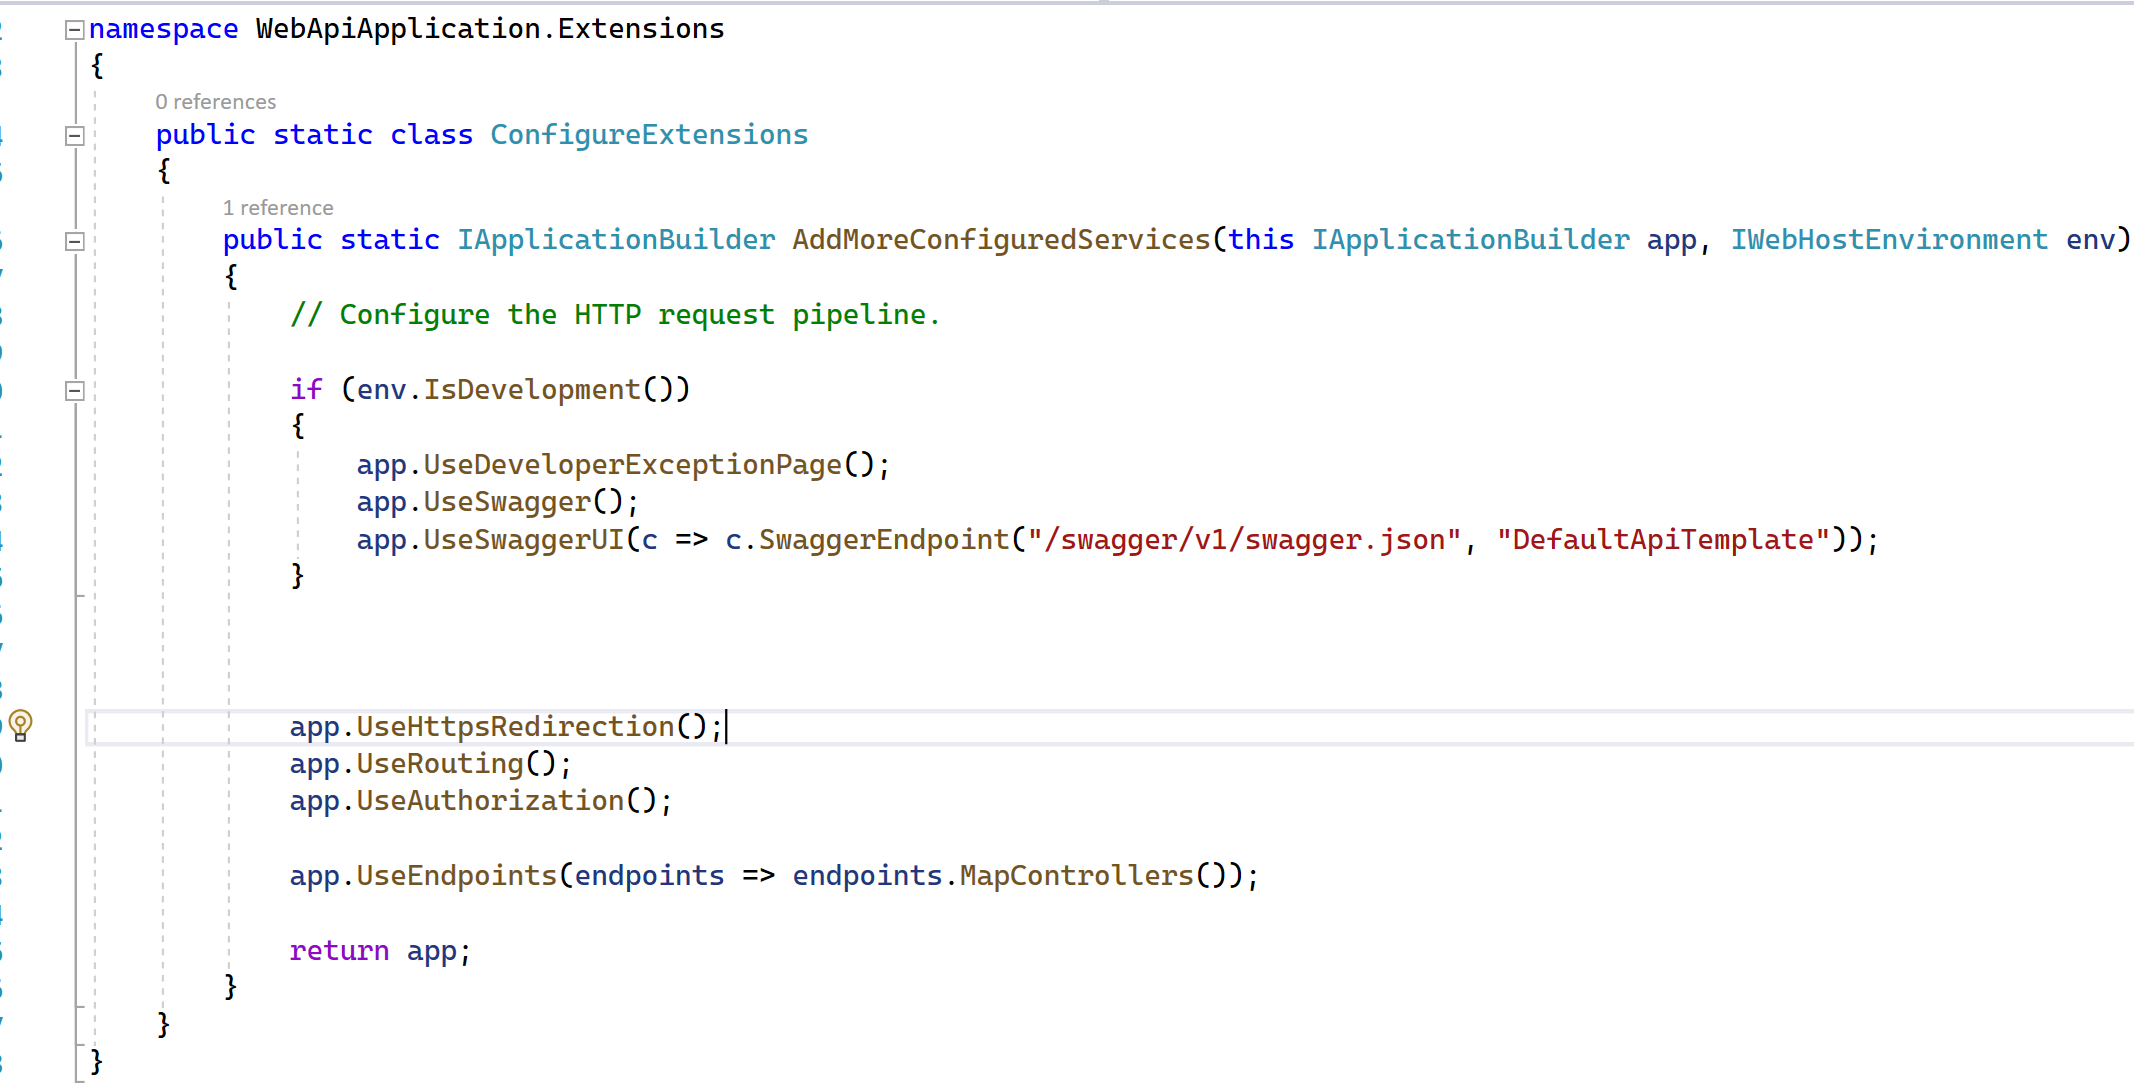 namespace WebApiApplication.Extensions
{
0 references
public static class ConfigureExtensions
{
1 reference
public static IApplicationBuilder AddMoreConfiguredServices(this IApplicationBuilder app, IWebHostEnvironment env)
{
// Configure the HTTP request pipeline.
if (env.IsDevelopment())
{
app.UseDeveloperExceptionPage();
app.UseSwagger();
app.UseSwaggerUI(c => c.SwaggerEndpoint("/swagger/v1/swagger.json", "DefaultApiTemplate"));
}
app.UseHttpsRedirection();
app.UseRouting();
app.UseAuthorization();
app.UseEndpoints(endpoints => endpoints.MapControllers());
return app;
}
}
}